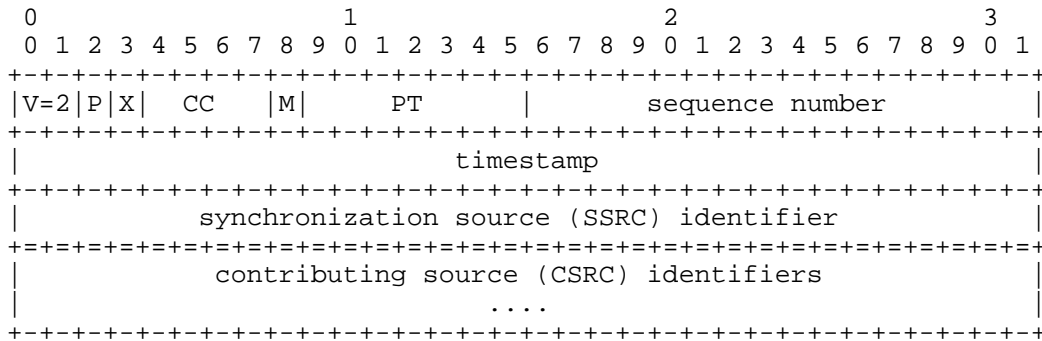 0                   1                   2                   3
 0 1 2 3 4 5 6 7 8 9 0 1 2 3 4 5 6 7 8 9 0 1 2 3 4 5 6 7 8 9 0 1
+-+-+-+-+-+-+-+-+-+-+-+-+-+-+-+-+-+-+-+-+-+-+-+-+-+-+-+-+-+-+-+-+
|V=2|P|X|  CC   |M|     PT      |       sequence number         |
+-+-+-+-+-+-+-+-+-+-+-+-+-+-+-+-+-+-+-+-+-+-+-+-+-+-+-+-+-+-+-+-+
|                           timestamp                           |
+-+-+-+-+-+-+-+-+-+-+-+-+-+-+-+-+-+-+-+-+-+-+-+-+-+-+-+-+-+-+-+-+
|           synchronization source (SSRC) identifier            |
+=+=+=+=+=+=+=+=+=+=+=+=+=+=+=+=+=+=+=+=+=+=+=+=+=+=+=+=+=+=+=+=+
|            contributing source (CSRC) identifiers             |
|                             ....                              |
+-+-+-+-+-+-+-+-+-+-+-+-+-+-+-+-+-+-+-+-+-+-+-+-+-+-+-+-+-+-+-+-+